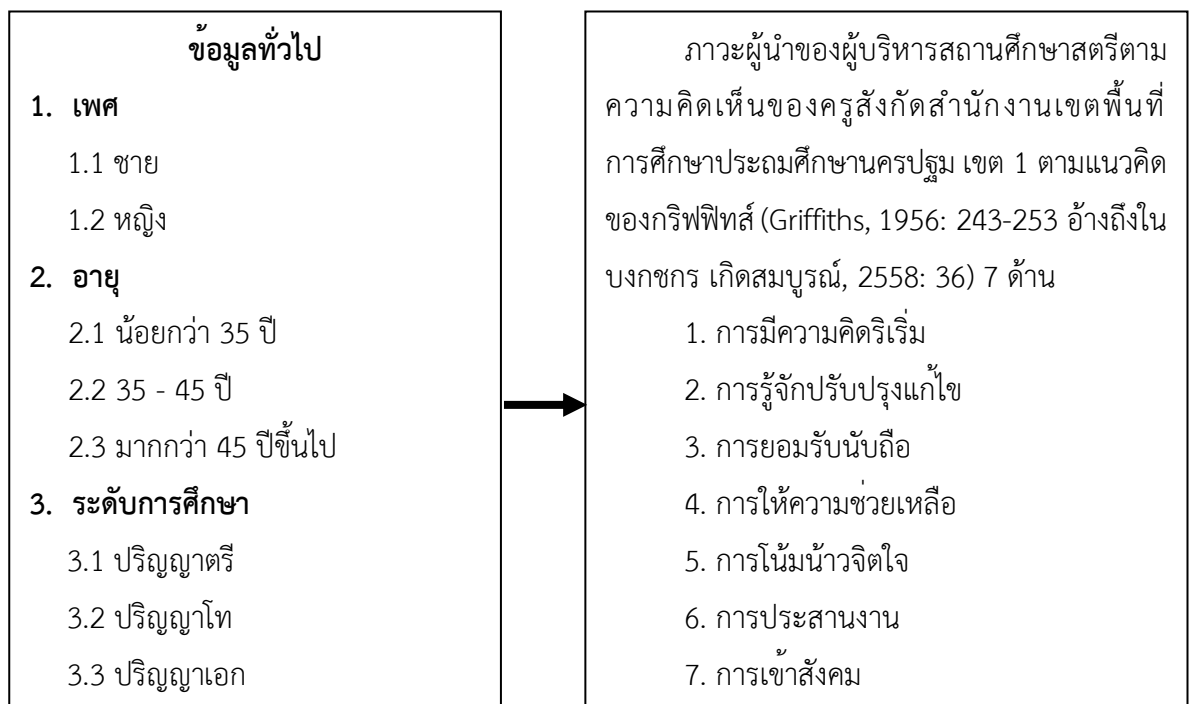 ข้อมูลทั่วไป
1. เพศ
1.1 ชาย
1.2 หญิง
2. อายุ
2.1 น้อยกว่า 35 ปี
2.2 35 - 45 ปี
2.3 มากกว่า 45 ปีขึ้นไป
3. ระดับการศึกษา
3.1 ปริญญาตรี
3.2 ปริญญาโท
3.3 ปริญญาเอก
ภาวะผู้นำของผู้บริหารสถานศึกษาสตรีตาม
ความคิดเห็นของครูสังกัดสำนักงานเขตพื้นที่
การศึกษาประถมศึกษานครปฐม เขต 1 ตามแนวคิด
ของกริฟฟิทส์ (Griffiths, 1956: 243-253 อ้างถึงใน
บงกชกร เกิดสมบูรณ์, 2558: 36) 7 ด้าน
1. การมีความคิดริเริ่ม
2. การรู้จักปรับปรุงแก้ไข
3. การยอมรับนับถือ
4. การให้ความช่วยเหลือ
5. การโน้มน้าวจิตใจ
6. การประสานงาน
7. การเข้าสังคม